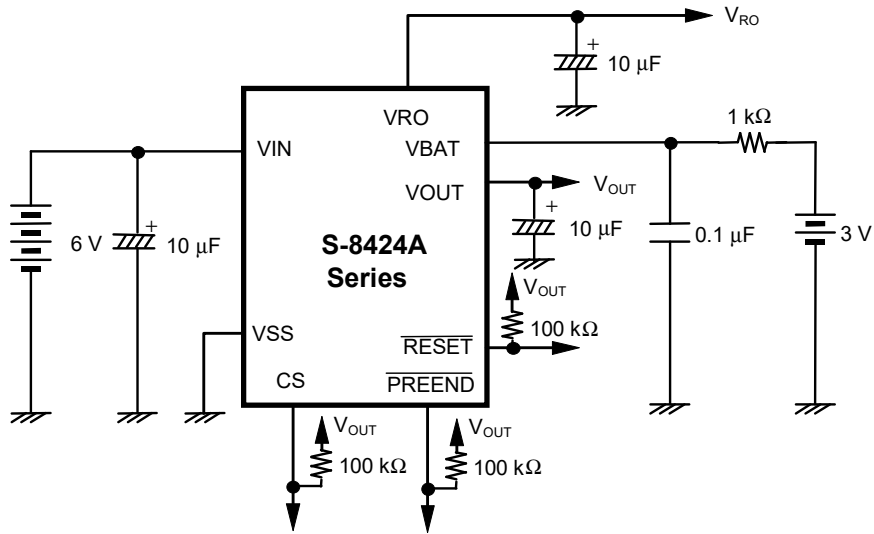 V_RO
10 μF
1 kΩ
VRO
VIN
VBAT
VOUT
V_OUT
6 V
10 μF
S-8424A
Series
10 μF
0.1 μF
3 V
V_OUT
VSS
100 kΩ
RESET
CS
PREEND
V_OUT
V_OUT
100 kΩ
100 kΩ